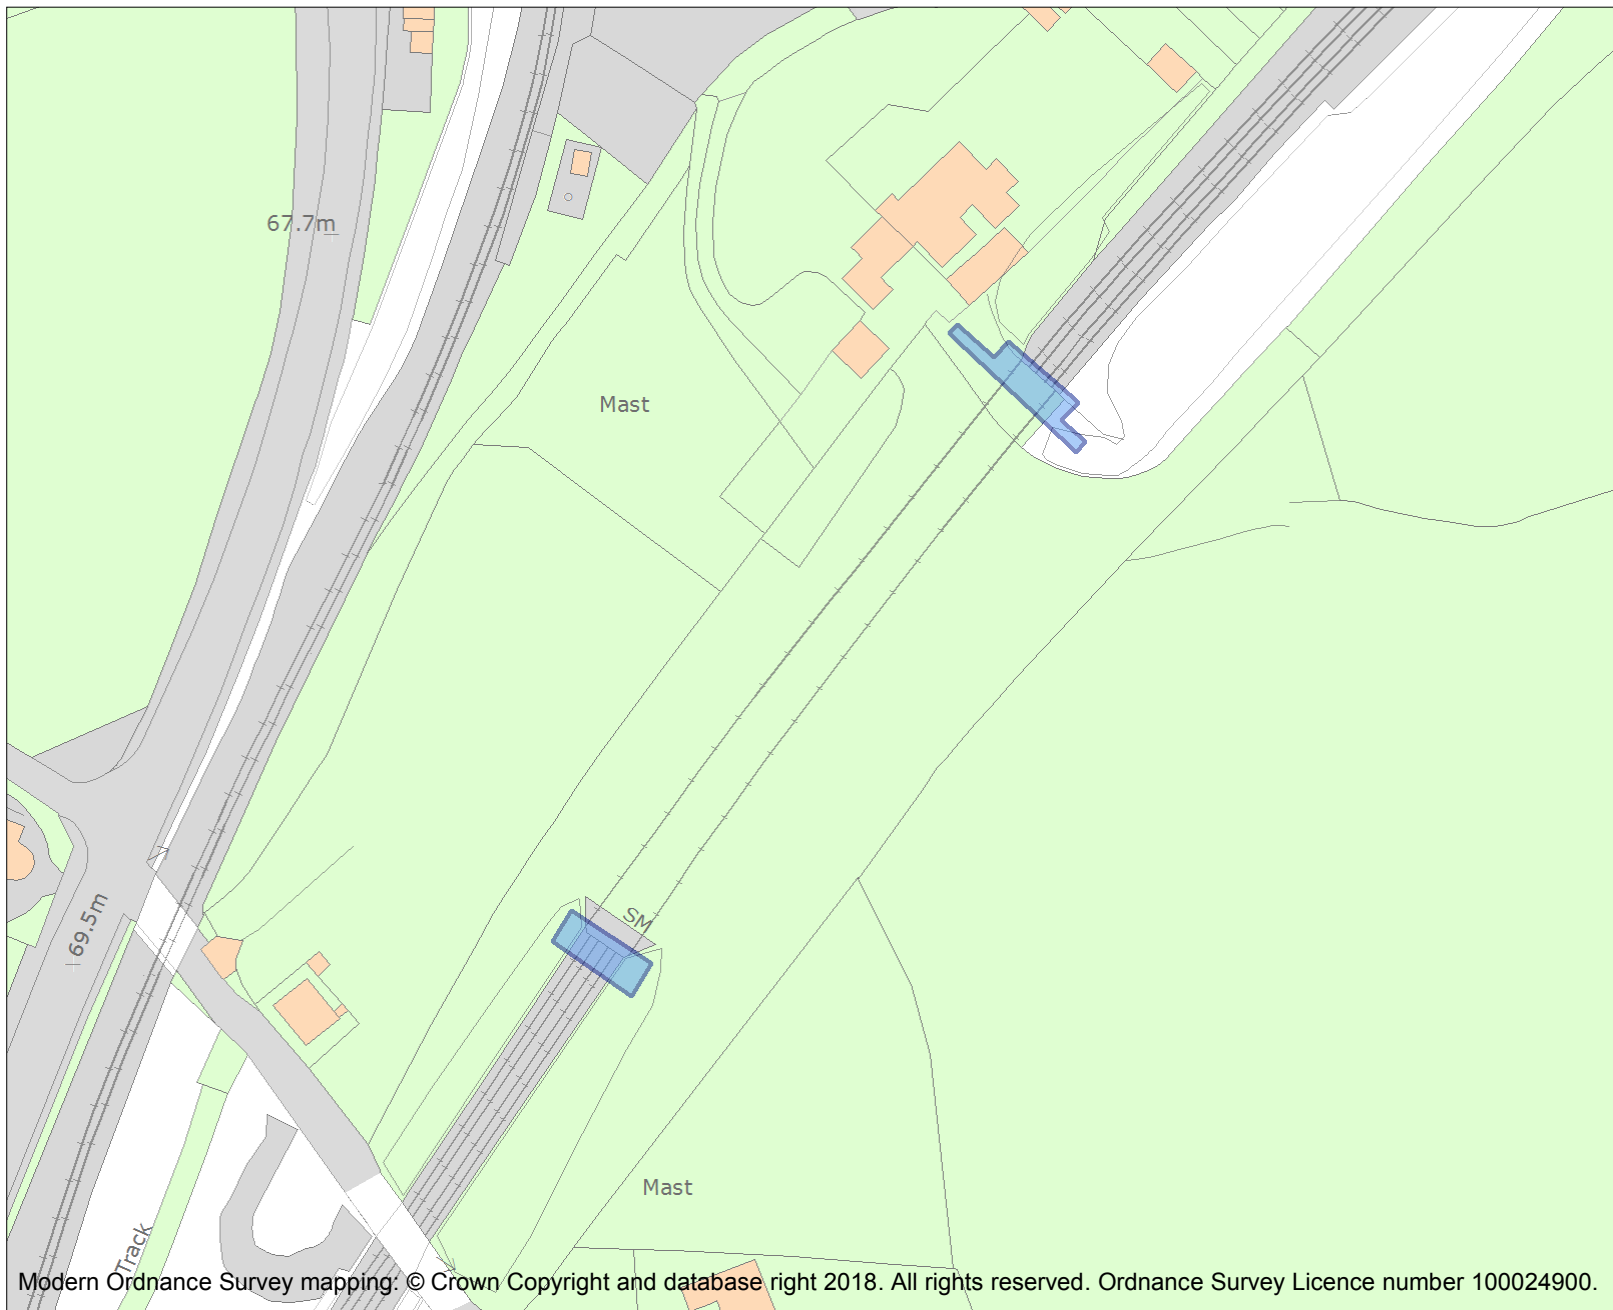 67.7m
Mast
69.5m
SM
Mast
Track
Modern Ordnance Survey mapping: © Crown Copyright and database right 2018. All rights reserved. Ordnance Survey Licence number 100024900.